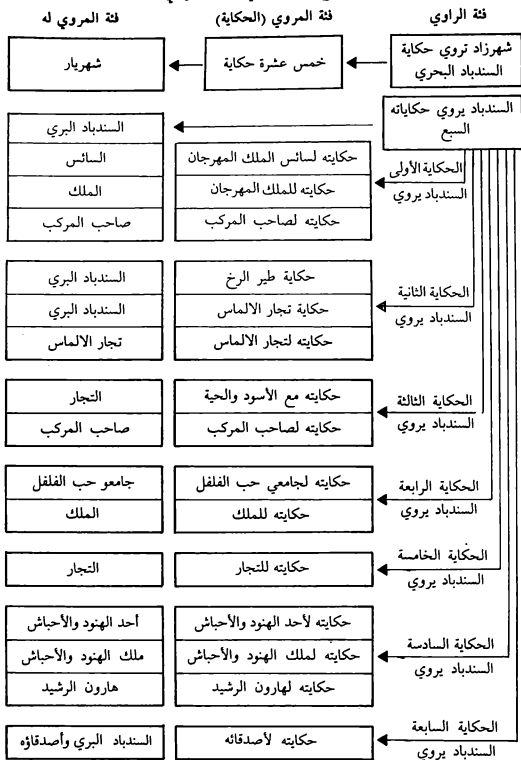 فئة الراوي
فئة المروي (الحكاية)
فئة المروي له
شهرزاد تروي حكاية
السندباد البحري
خمس عشرة حكاية
شهريار
السندباد يروي حكاياته
السبع
السندباد البري
الحكاية الأولى
السندباد يروي
حكايته لسائس الملك المهرجان
السائس
حكايته للملك المهرجان
الملك
حكايته لصاحب المركب
صاحب المركب
الحكاية الثانية
السندباد يروي
حكاية طير الرخ
السندباد البري
حكاية تجار الالماس
السندباد البري
حكايته لتجار الالماس
تجار الالماس
الحكاية الثالثة
السندباد يروي
حكايته مع الأسود والحية
التجار
حكايته لصاحب المركب
صاحب المركب
الحكاية الرابعة
السندباد يروي
حكايته لجامعي حب الفلفل
جامعو حب الفلفل
حكايته للملك
الملك
الحكاية الخامسة
السندباد يروي
حكايته للتجار
التجار
الحكاية السادسة
السندباد يروي
حكايته لأحد الهنود والأحباش
أحد الهنود والأحباش
حكايته لملك الهنود والأحباش
ملك الهنود والأحباش
حكايته لهارون الرشيد
هارون الرشيد
الحكاية السابعة
السندباد يروي
حكايته لأصدقائه
السندباد البري وأصدقاؤه